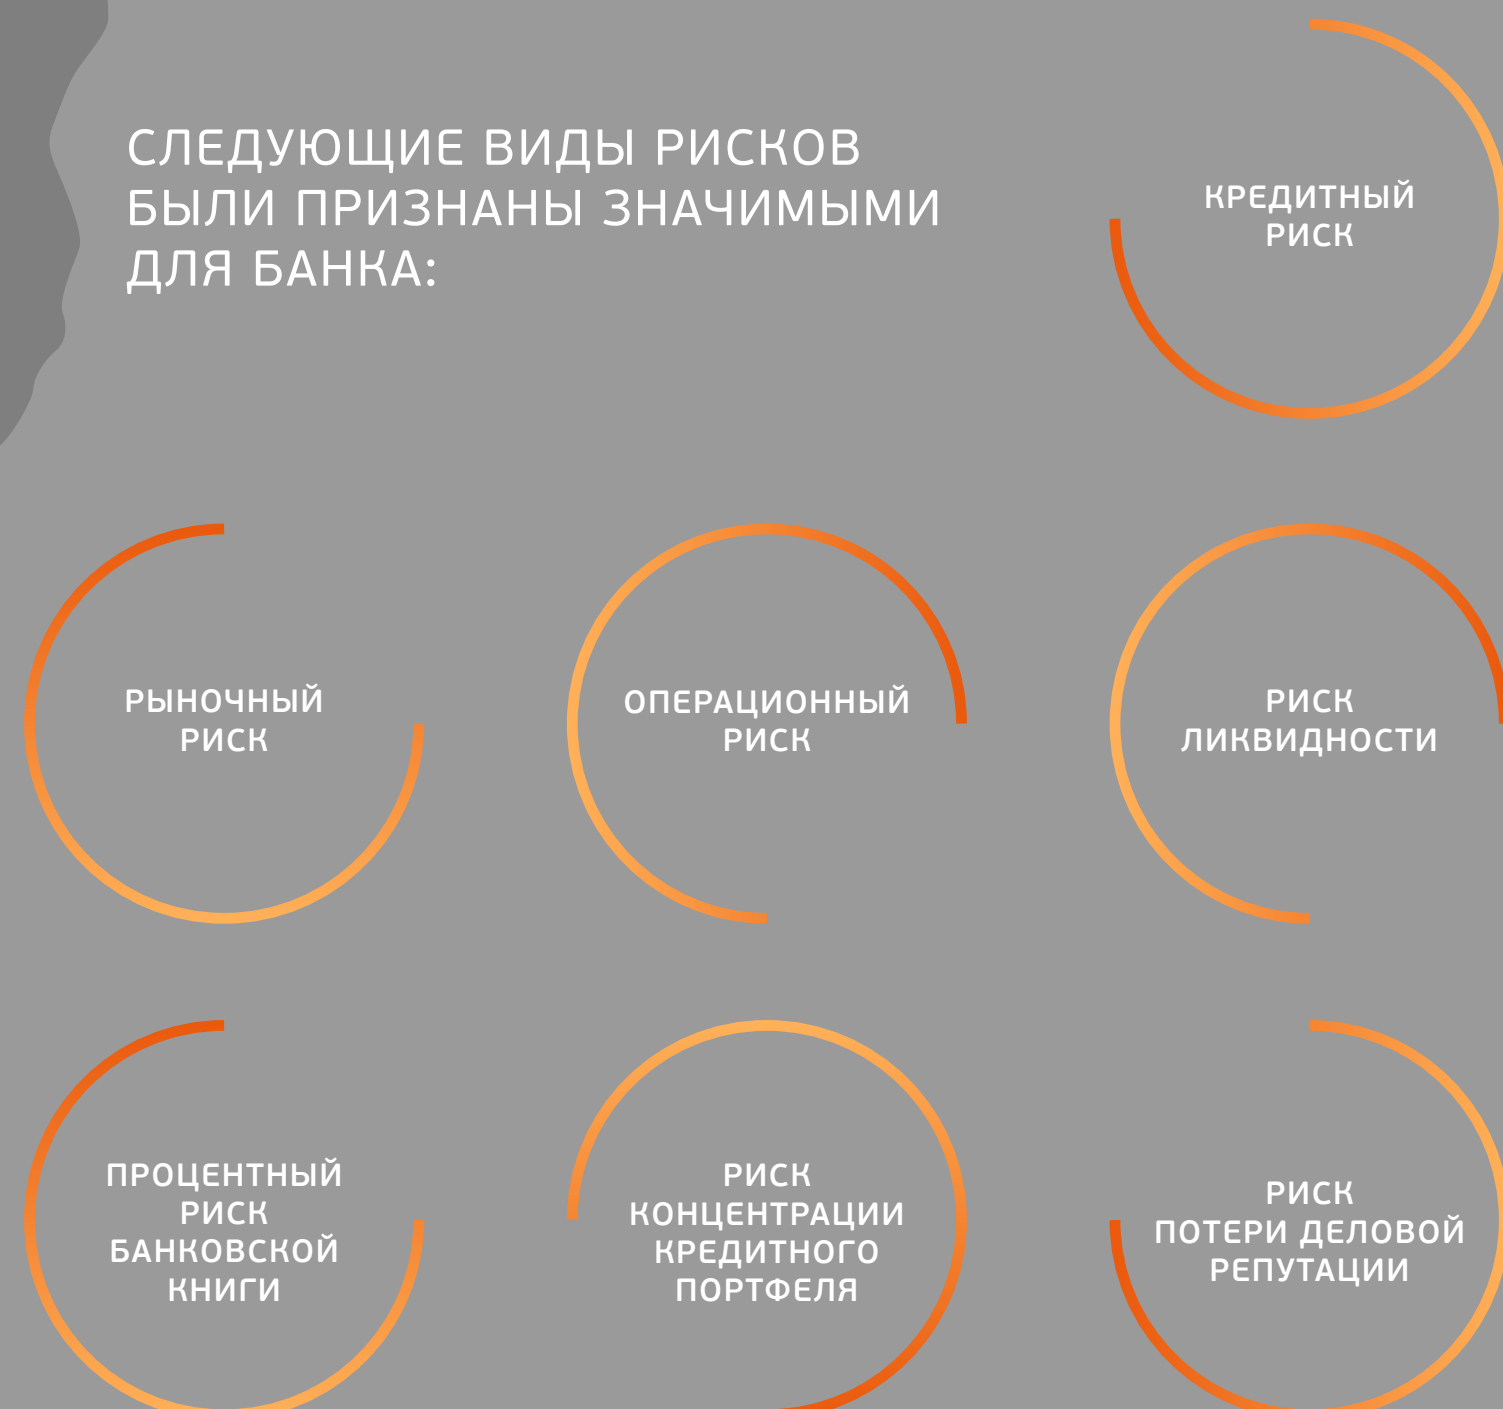 СЛЕДУЮЩИЕ ВИДЫ РИСКОВ
БЫЛИ ПРИЗНАНЫ ЗНАЧИМЫМИ
ДЛЯ БАНКА:
КРЕДИТНЫЙ
РИСК
РЫНОЧНЫЙ
РИСК
ОПЕРАЦИОННЫЙ
РИСК
РИСК
ЛИКВИДНОСТИ
ПРОЦЕНТНЫЙ
РИСК
БАНКОВСКОЙ
КНИГИ
РИСК
КОНЦЕНТРАЦИИ
КРЕДИТНОГО
ПОРТФЕЛЯ
РИСК
ПОТЕРИ ДЕЛОВОЙ
РЕПУТАЦИИ